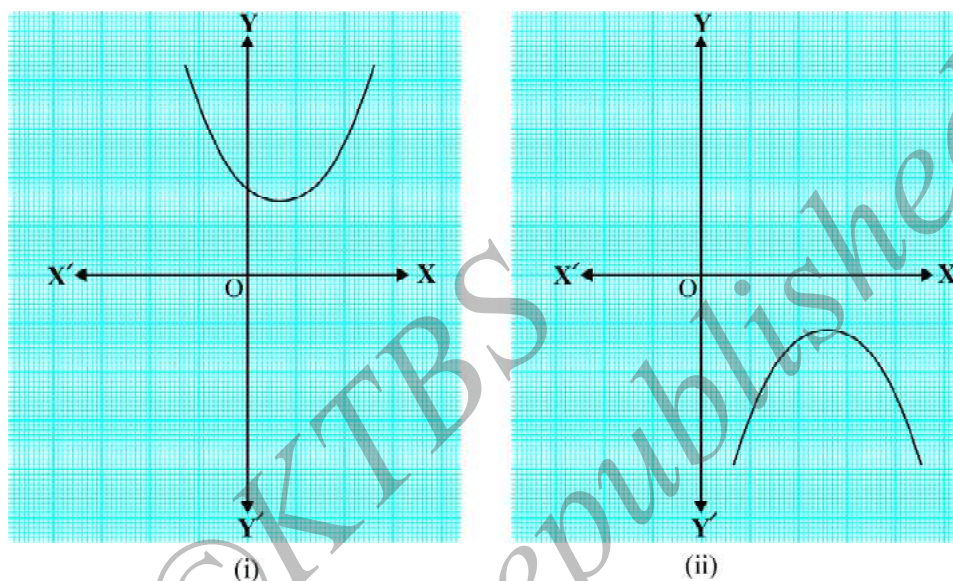 Y Y
X′ O X X′ O X
Y′ Y′
(i) (ii)
©KTBS
republished